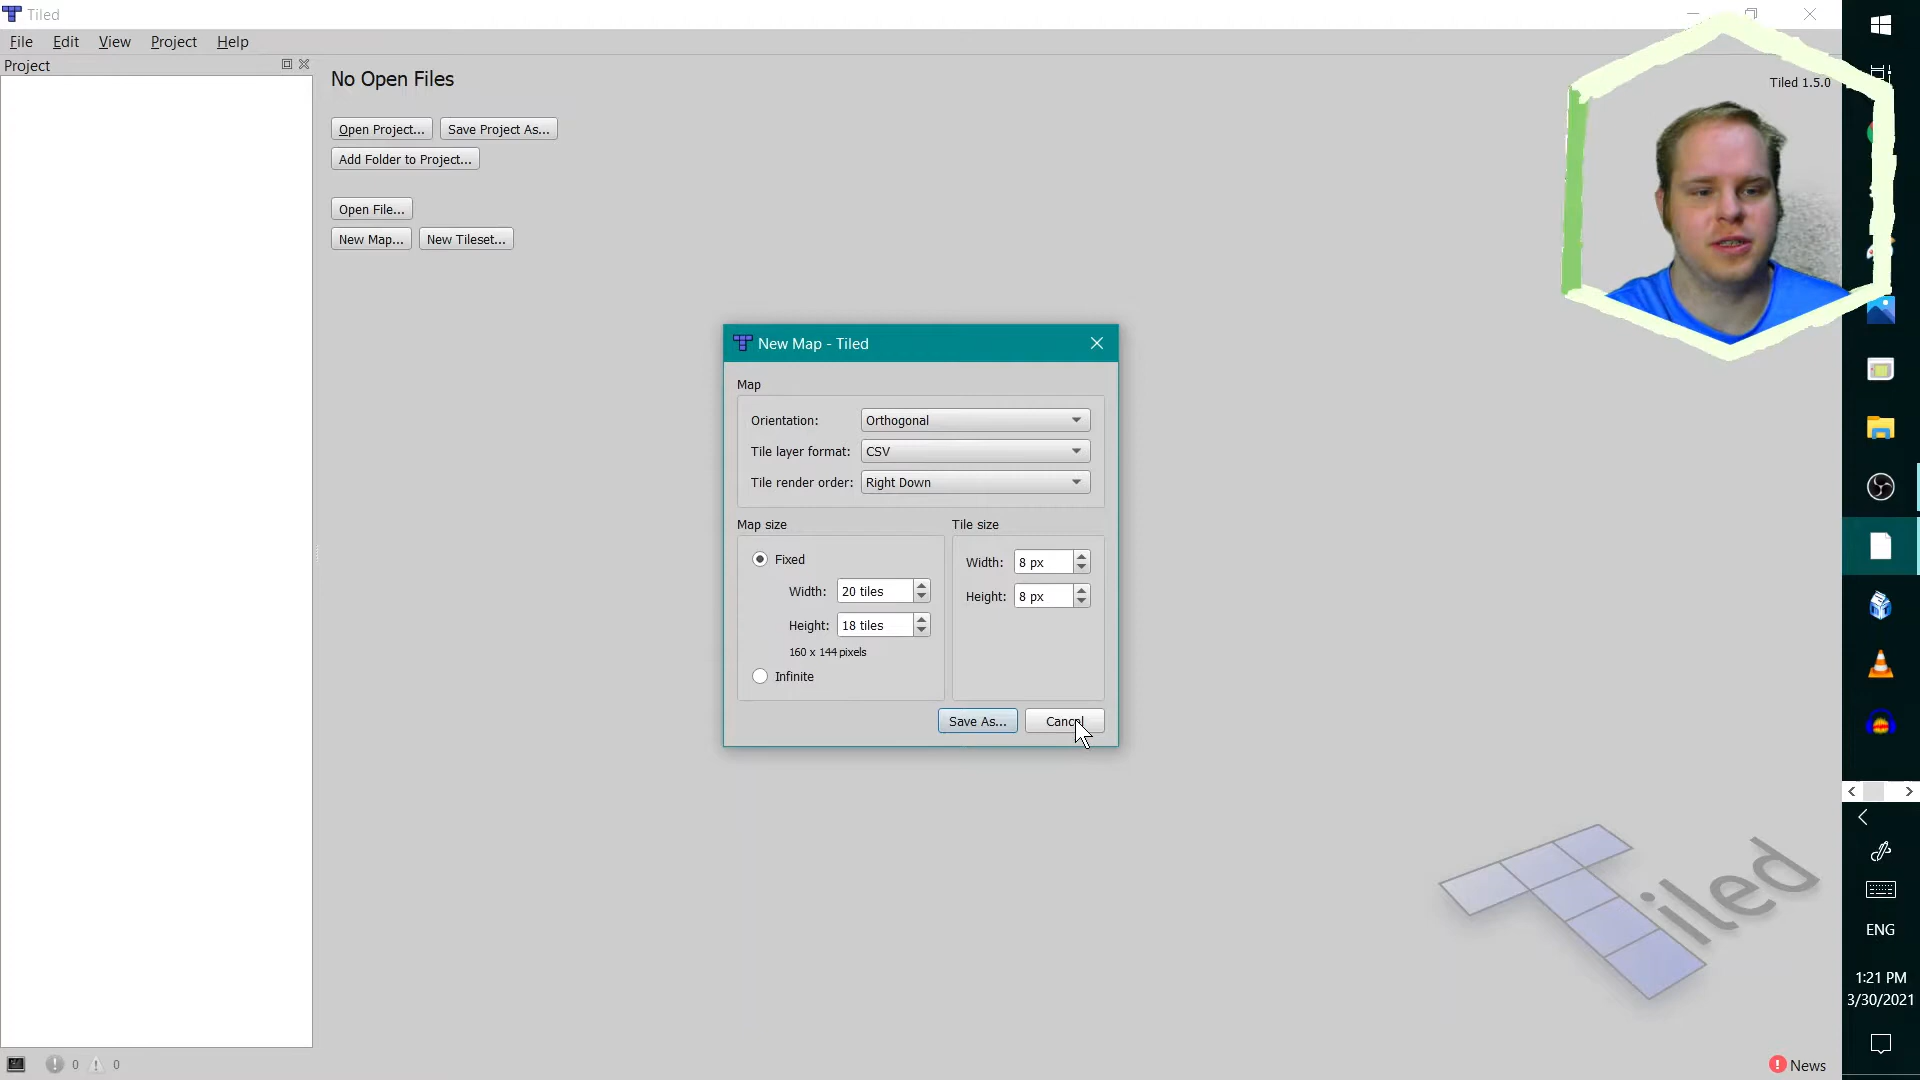 Tiled
File Edit View Project Help
Project
No Open Files
Tiled 1.5.0
Open Project... Save Project As...
Add Folder to Project...
Open File...
New Map... New Tileset...
New Map - Tiled
Map
Orientation: Orthogonal
Tile layer format: CSV
Tile render order: Right Down
Map size Tile size
Fixed
Width: 8 px
Width: 20 tiles
Height: 8 px
Height: 18 tiles
160 x 144 pixels
Infinite
Save As... Cancel
Tiled
ENG
1:21 PM
3/30/2021
0 0
News